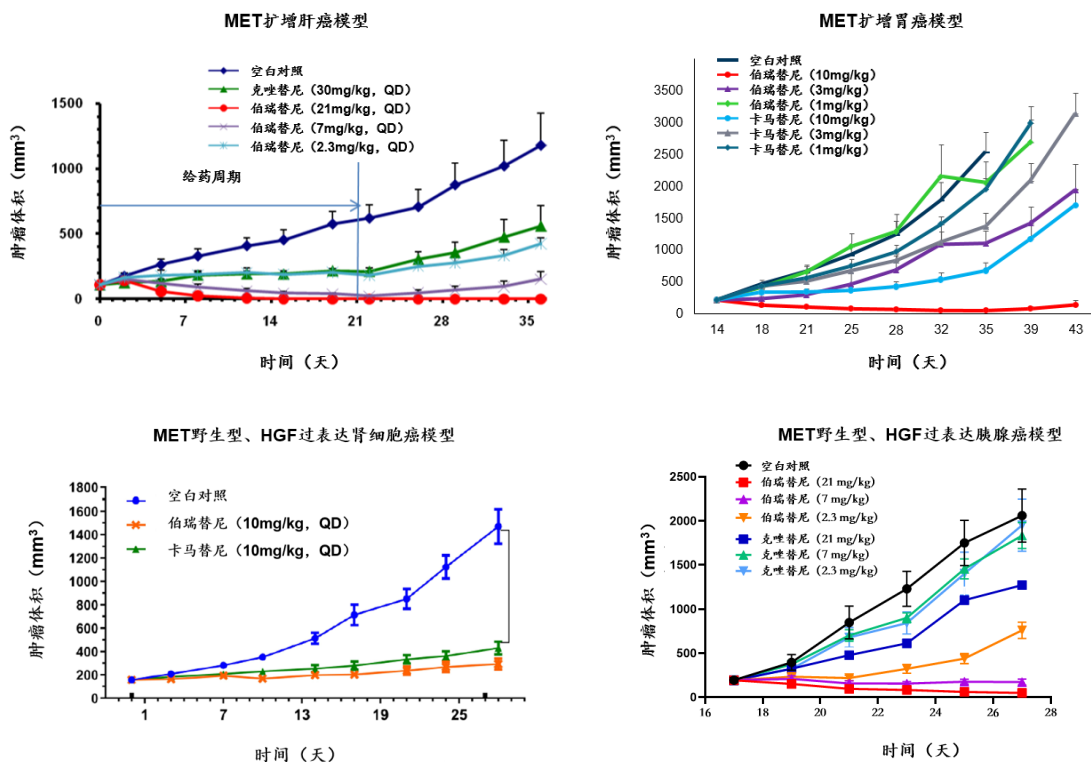 MET扩增肝癌模型
空白对照
克唑替尼（30mg/kg，QD）
伯瑞替尼（21mg/kg，QD）
伯瑞替尼（7mg/kg，QD）
伯瑞替尼（2.3mg/kg，QD）
给药周期
肿瘤体积（mm³）
1500
1000
500
0
0 7 14 21 28 35
时间（天）
MET扩增胃癌模型
空白对照
伯瑞替尼（10mg/kg）
伯瑞替尼（3mg/kg）
伯瑞替尼（1mg/kg）
卡马替尼（10mg/kg）
卡马替尼（3mg/kg）
卡马替尼（1mg/kg）
肿瘤体积（mm³）
3500
3000
2500
2000
1500
1000
500
0
14 18 21 25 28 32 35 39 43
时间（天）
MET野生型、HGF过表达肾细胞癌模型
空白对照
伯瑞替尼（10mg/kg，QD）
卡马替尼（10mg/kg，QD）
肿瘤体积（mm³）
1800
1600
1400
1200
1000
800
600
400
200
0
1 7 13 19 25
时间（天）
MET野生型、HGF过表达胰腺癌模型
空白对照
伯瑞替尼（21 mg/kg）
伯瑞替尼（7 mg/kg）
伯瑞替尼（2.3 mg/kg）
克唑替尼（21 mg/kg）
克唑替尼（7 mg/kg）
克唑替尼（2.3 mg/kg）
肿瘤体积（mm³）
2500
2000
1500
1000
500
0
16 18 20 22 24 26 28
时间（天）